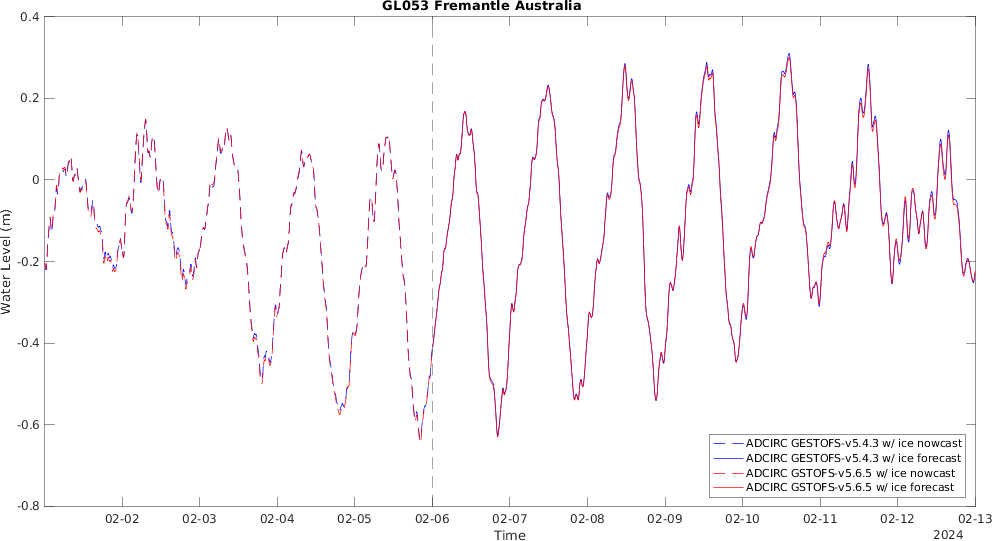 GL053 Fremantle Australia
Water Level (m)
0.4
0.2
0
-0.2
-0.4
-0.6
-0.8
ADCIRC GESTOFS-v5.4.3 w/ ice nowcast
ADCIRC GESTOFS-v5.4.3 w/ ice forecast
ADCIRC GSTOFS-v5.6.5 w/ ice nowcast
ADCIRC GSTOFS-v5.6.5 w/ ice forecast
02-02 02-03 02-04 02-05 02-06 02-07 02-08 02-09 02-10 02-11 02-12 02-13
Time
2024